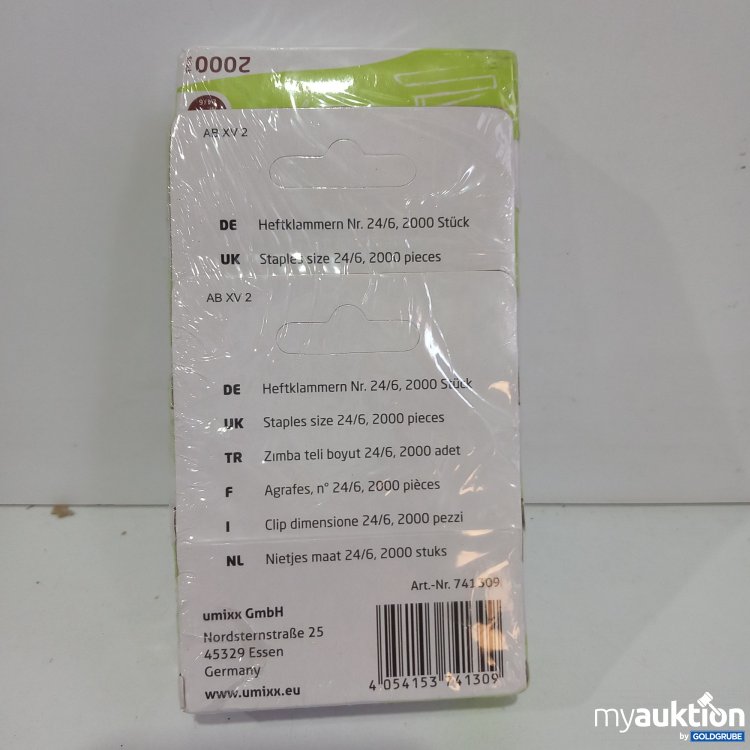 2000
AB XV 2
DE Heftklammern Nr. 24/6, 2000 Stück
UK Staples size 24/6, 2000 pieces
AB XV 2
DE Heftklammern Nr. 24/6, 2000 Stück
UK Staples size 24/6, 2000 pieces
TR Zımba teli boyut 24/6, 2000 adet
F Agrafes, n° 24/6, 2000 pièces
I Clip dimensione 24/6, 2000 pezzi
NL Nietjes maat 24/6, 2000 stuks
Art.-Nr. 741309
umixx GmbH
Nordsternstraße 25
45329 Essen
Germany
www.umixx.eu
4 054153 741309
myauktion
by GOLDGRUBE